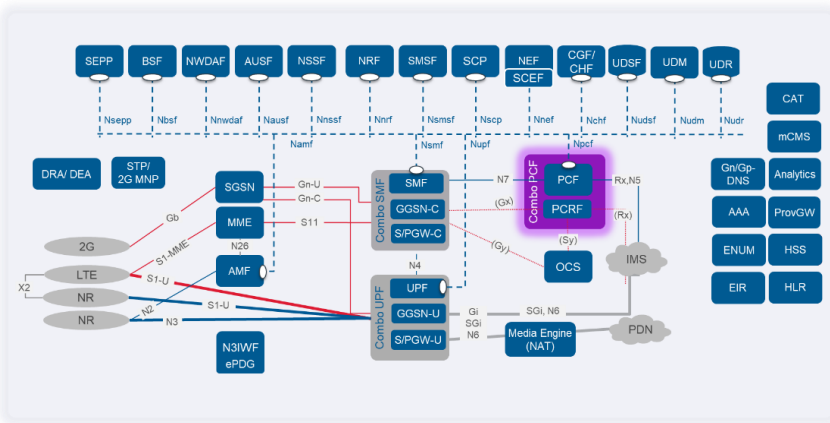 SEPP
BSF
NWDAF
AUSF
NSSF
NRF
SMSF
SCP
NEF
SCEF
CGF/
CHF
UDSF
UDM
UDR
Nsepp
Nbsf
Nnwdaf
Nausf
Nnssf
Nnrf
Nsmsf
Nscp
Nnef
Nchf
Nudsf
Nudm
Nudr
Namf
Nsmf
Nupf
Npcf
CAT
mCMS
Gn/Gp-
DNS
Analytics
AAA
ProvGW
ENUM
HSS
EIR
HLR
DRA/ DEA
STP/
2G MNP
SGSN
MME
N26
AMF
Gn-U
Gn-C
S11
Gb
S1-MME
S1-U
S1-U
N2
N3
2G
LTE
X2
NR
NR
N3IWF
ePDG
Combo SMF
SMF
GGSN-C
S/PGW-C
N4
Combo UPF
UPF
GGSN-U
S/PGW-U
N7
(Gx)
(Gy)
Combo PCF
PCF
PCRF
(Sy)
OCS
Rx,N5
(Rx)
IMS
Gi
SGi
N6
SGi, N6
Media Engine
(NAT)
PDN